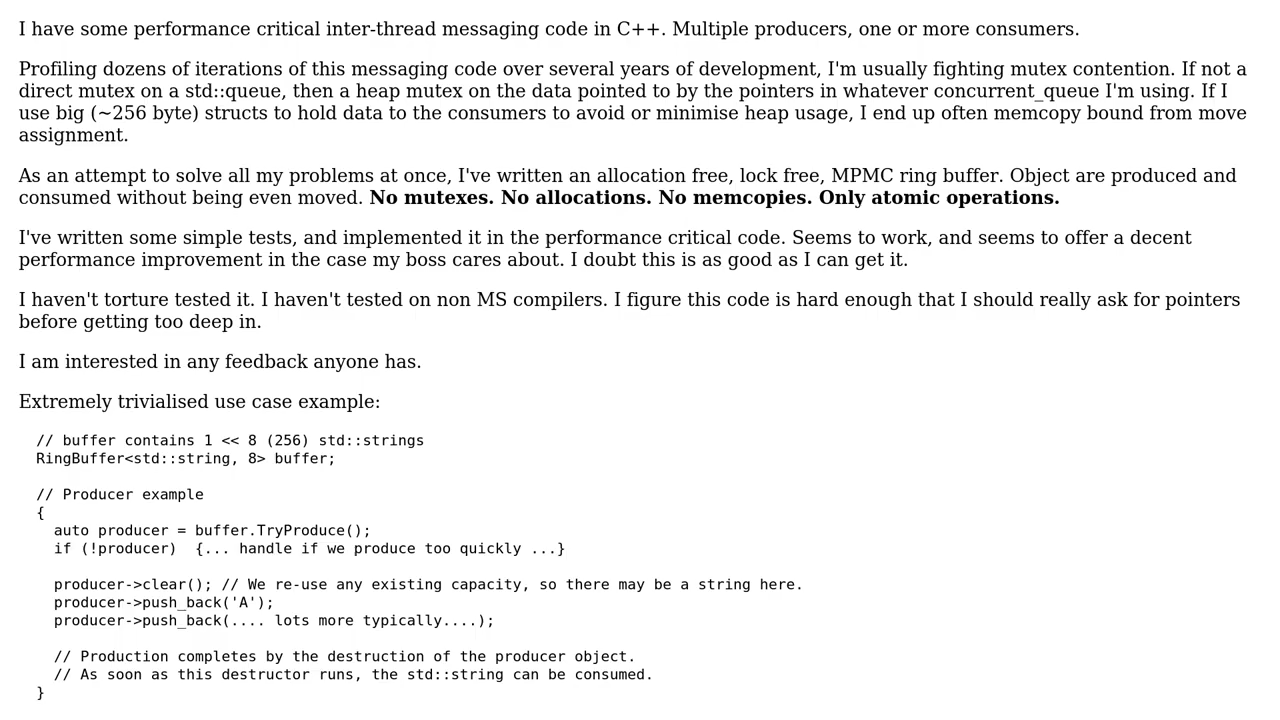 I have some performance critical inter-thread messaging code in C++. Multiple producers, one or more consumers.
Profiling dozens of iterations of this messaging code over several years of development, I'm usually fighting mutex contention. If not a
direct mutex on a std::queue, then a heap mutex on the data pointed to by the pointers in whatever concurrent_queue I'm using. If I
use big (~256 byte) structs to hold data to the consumers to avoid or minimise heap usage, I end up often memcopy bound from move
assignment.
As an attempt to solve all my problems at once, I've written an allocation free, lock free, MPMC ring buffer. Object are produced and
consumed without being even moved. No mutexes. No allocations. No memcopies. Only atomic operations.
I've written some simple tests, and implemented it in the performance critical code. Seems to work, and seems to offer a decent
performance improvement in the case my boss cares about. I doubt this is as good as I can get it.
I haven't torture tested it. I haven't tested on non MS compilers. I figure this code is hard enough that I should really ask for pointers
before getting too deep in.
I am interested in any feedback anyone has.
Extremely trivialised use case example:
// buffer contains 1 << 8 (256) std::strings
RingBuffer<std::string, 8> buffer;
// Producer example
{
auto producer = buffer.TryProduce();
if (!producer)  {... handle if we produce too quickly ...}
producer->clear(); // We re-use any existing capacity, so there may be a string here.
producer->push_back('A');
producer->push_back(.... lots more typically....);
// Production completes by the destruction of the producer object.
// As soon as this destructor runs, the std::string can be consumed.
}